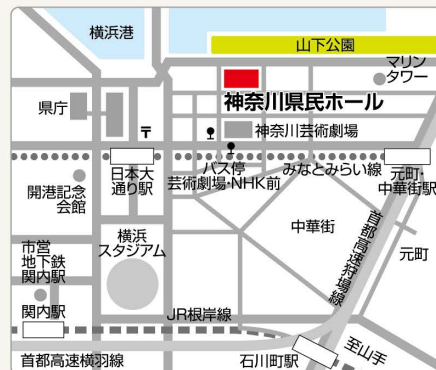 横浜港
山下公園
マリン
タワー
神奈川県民ホール
県庁
〒
神奈川芸術劇場
日本大
通り駅
バス停
芸術劇場・NHK前
みなとみらい線
元町・
中華街駅
開港記念
会館
中華街
首都高速狩場線
元町
横浜
スタジアム
市営
地下鉄
関内駅
関内駅
JR根岸線
首都高速横羽線
石川町駅
至山手